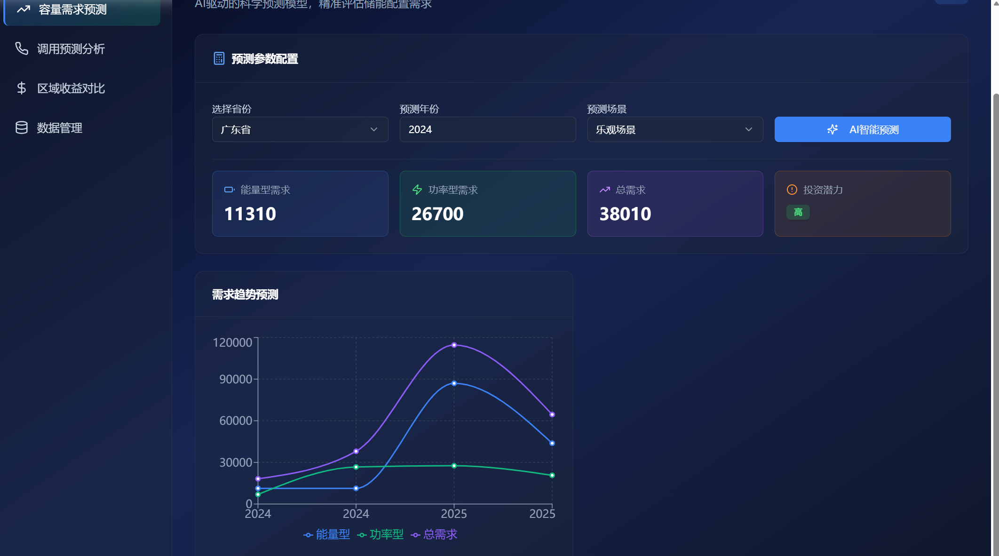 容量需求预测
调用预测分析
区域收益对比
数据管理
AI驱动的科学预测模型，精准评估储能配置需求
预测参数配置
选择省份
广东省
预测年份
2024
预测场景
乐观场景
AI智能预测
能量型需求
11310
功率型需求
26700
总需求
38010
投资潜力
高
需求趋势预测
120000
90000
60000
30000
0
2024 2024 2025 2025
能量型 功率型 总需求